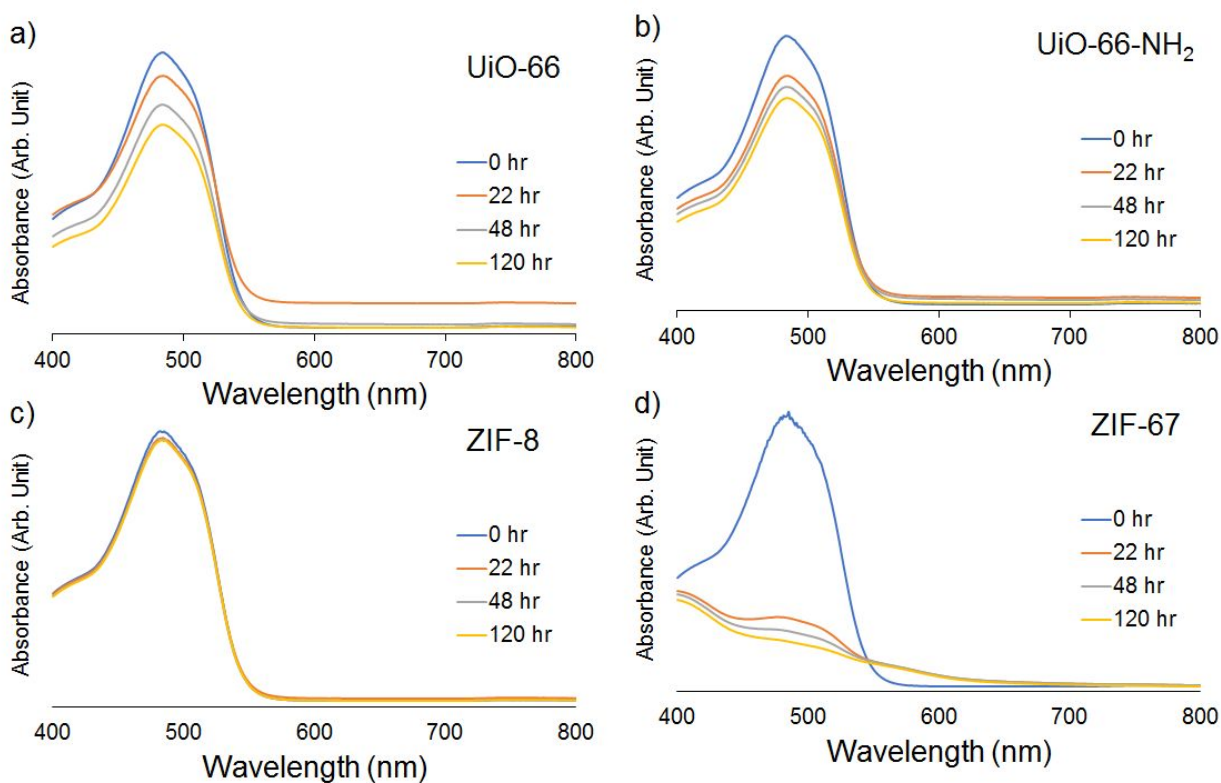 a)
UiO-66
Absorbance (Arb. Unit)
0 hr
22 hr
48 hr
120 hr
400 500 600 700 800
Wavelength (nm)
b)
UiO-66-NH₂
Absorbance (Arb. Unit)
0 hr
22 hr
48 hr
120 hr
400 500 600 700 800
Wavelength (nm)
c)
ZIF-8
Absorbance (Arb. Unit)
0 hr
22 hr
48 hr
120 hr
400 500 600 700 800
Wavelength (nm)
d)
ZIF-67
Absorbance (Arb. Unit)
0 hr
22 hr
48 hr
120 hr
400 500 600 700 800
Wavelength (nm)